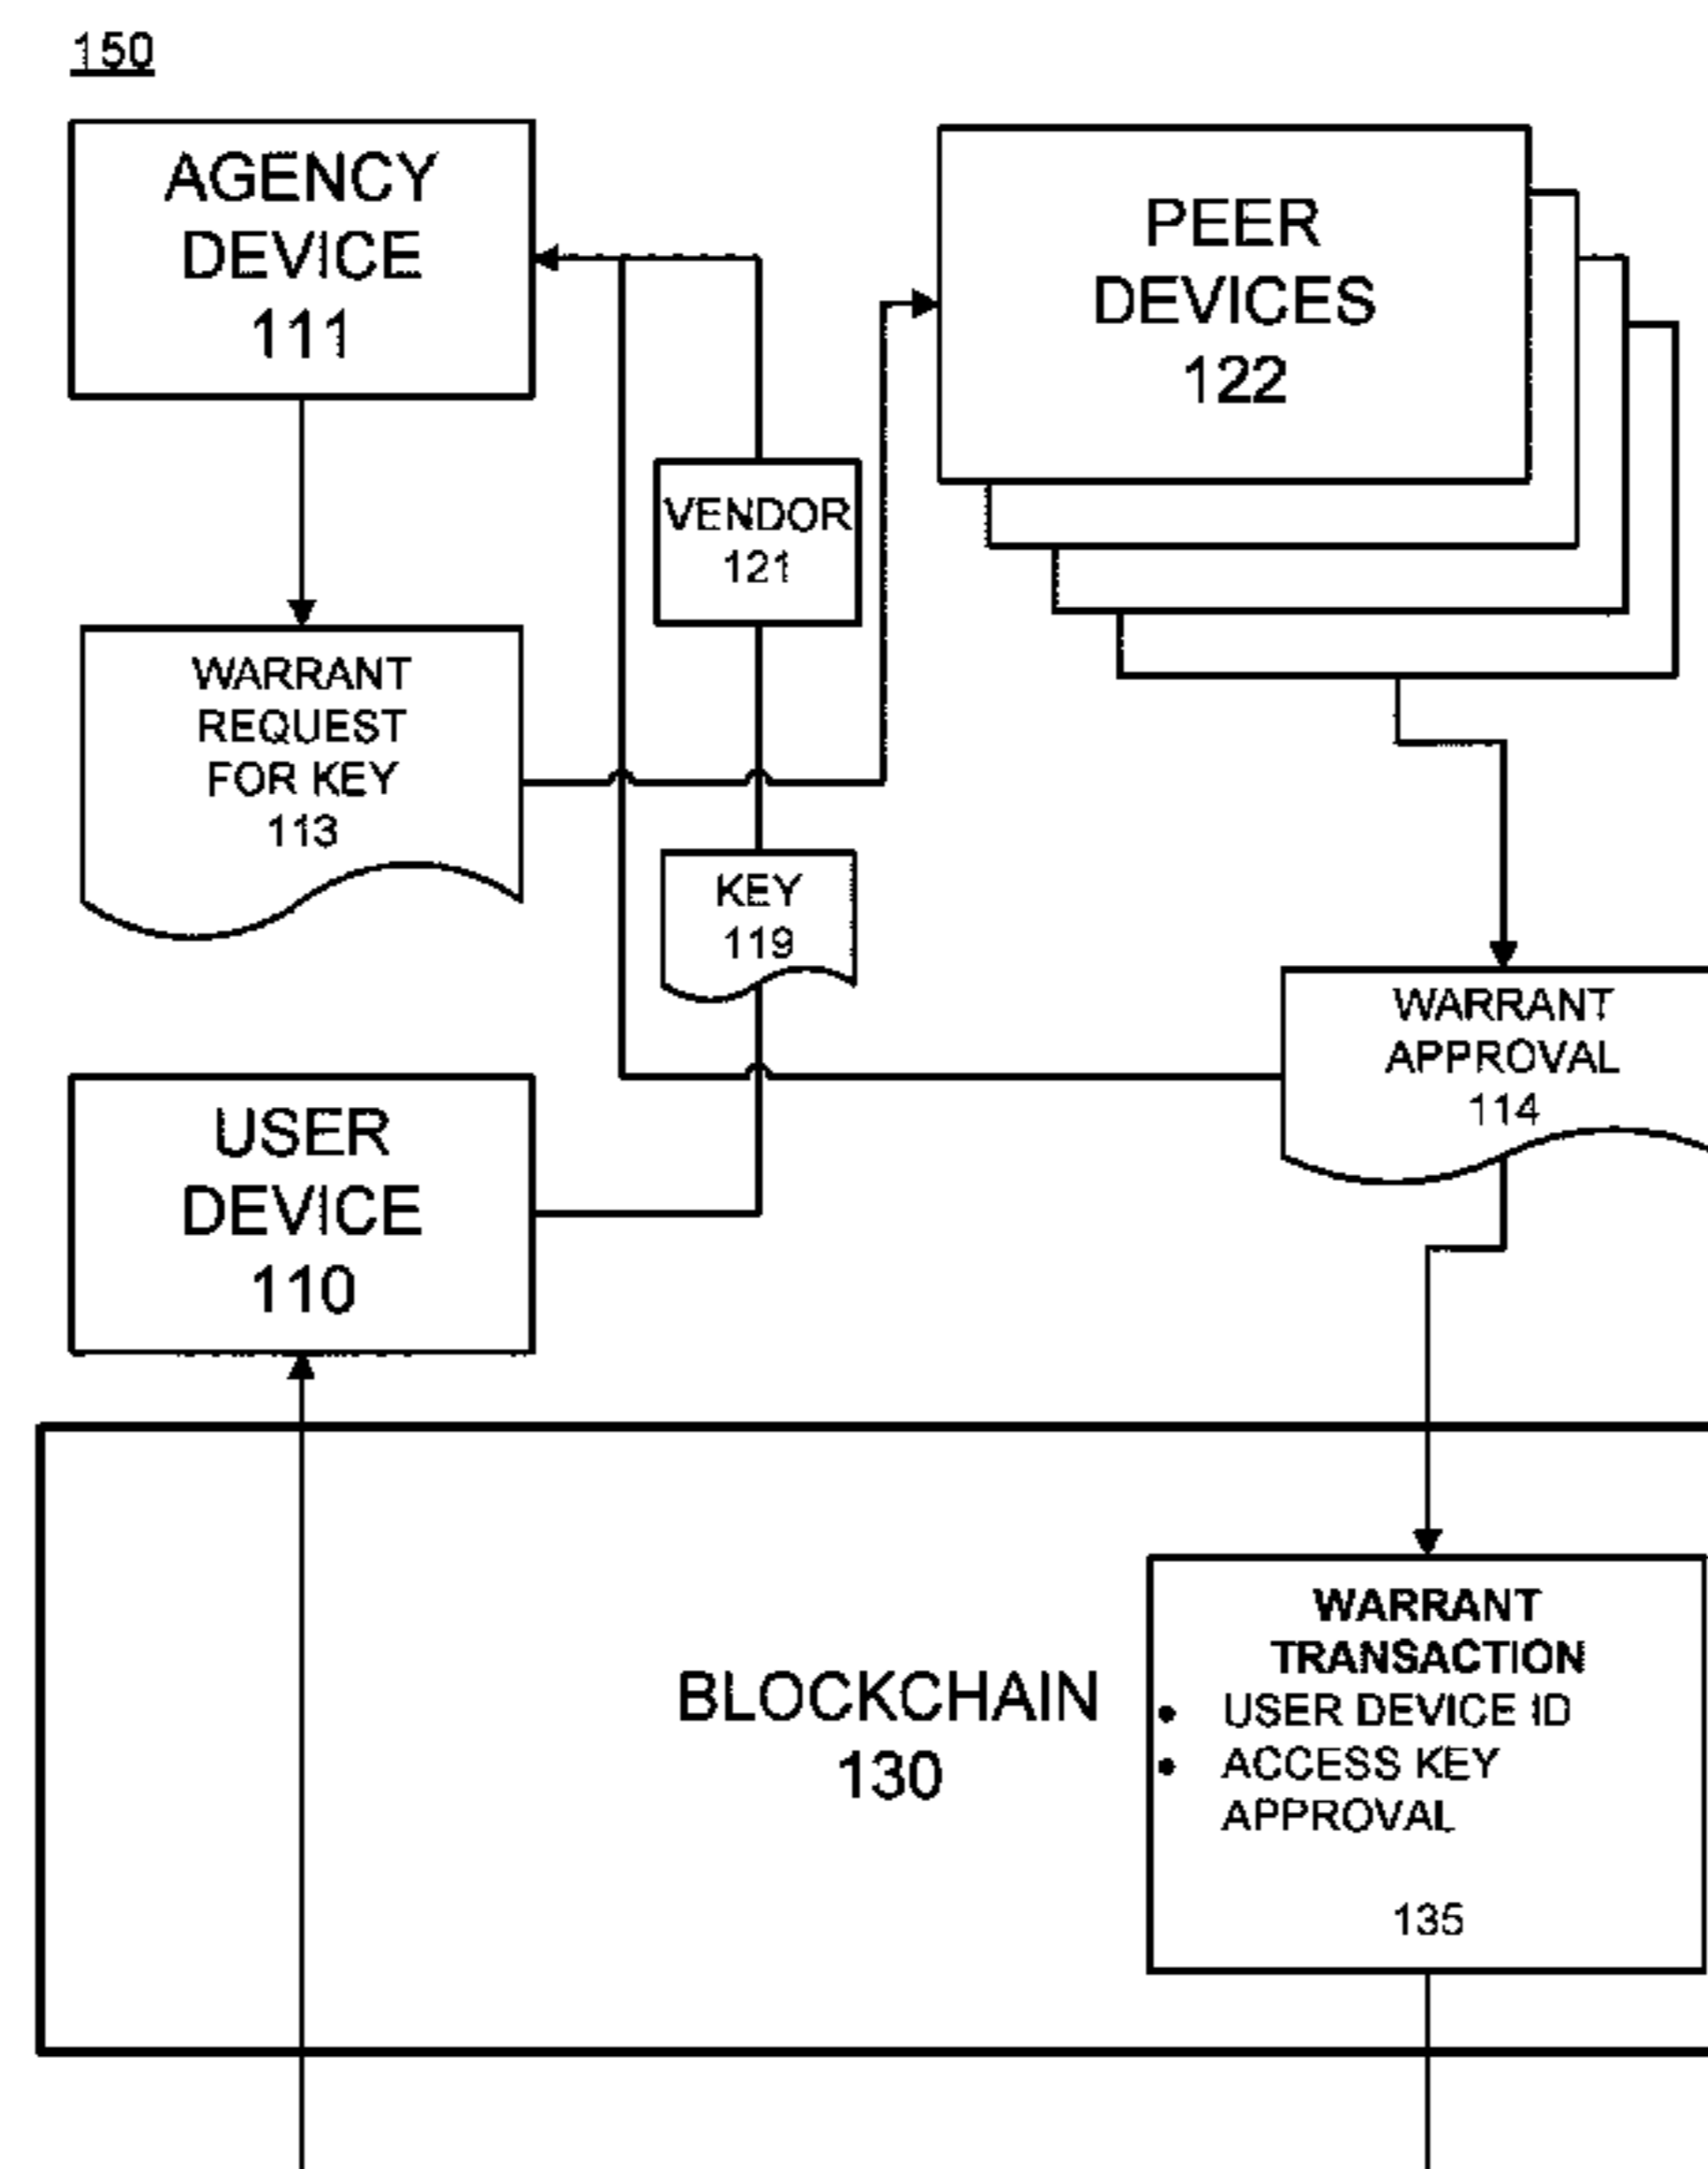 150
AGENCY
DEVICE
111
PEER
DEVICES
122
VENDOR
121
WARRANT
REQUEST
FOR KEY
113
KEY
119
WARRANT
APPROVAL
114
USER
DEVICE
110
BLOCKCHAIN
130
WARRANT
TRANSACTION
• USER DEVICE ID
• ACCESS KEY
APPROVAL
135